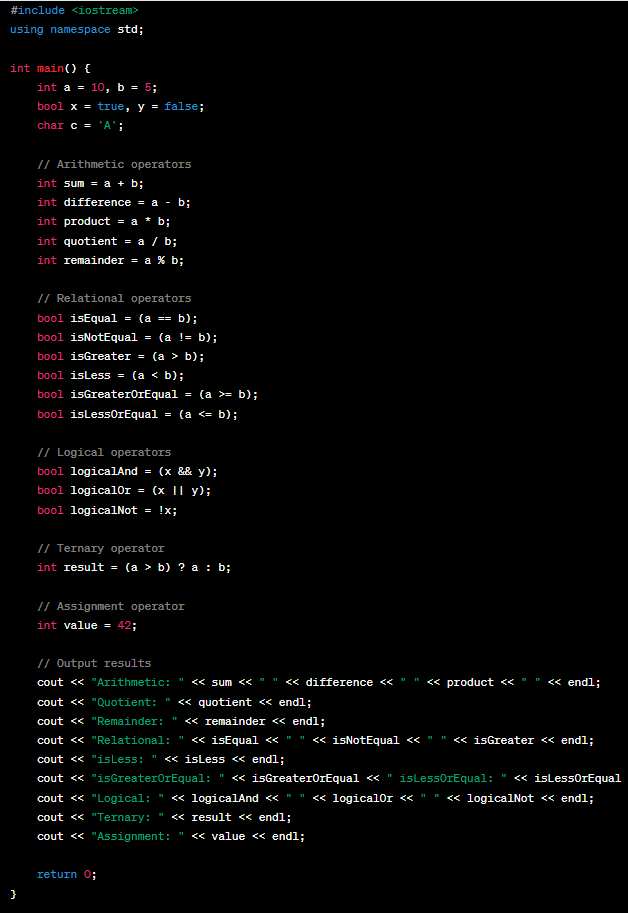 #include <iostream>
using namespace std;
int main() {
    int a = 10, b = 5;
    bool x = true, y = false;
    char c = 'A';
    // Arithmetic operators
    int sum = a + b;
    int difference = a - b;
    int product = a * b;
    int quotient = a / b;
    int remainder = a % b;
    // Relational operators
    bool isEqual = (a == b);
    bool isNotEqual = (a != b);
    bool isGreater = (a > b);
    bool isLess = (a < b);
    bool isGreaterOrEqual = (a >= b);
    bool isLessOrEqual = (a <= b);
    // Logical operators
    bool logicalAnd = (x && y);
    bool logicalOr = (x || y);
    bool logicalNot = !x;
    // Ternary operator
    int result = (a > b) ? a : b;
    // Assignment operator
    int value = 42;
    // Output results
    cout << "Arithmetic: " << sum << " " << difference << " " << product << " " << endl;
    cout << "Quotient: " << quotient << endl;
    cout << "Remainder: " << remainder << endl;
    cout << "Relational: " << isEqual << " " << isNotEqual << " " << isGreater << endl;
    cout << "isLess: " << isLess << endl;
    cout << "isGreaterOrEqual: " << isGreaterOrEqual << " isLessOrEqual: " << isLessOrEqual
    cout << "Logical: " << logicalAnd << " " << logicalOr << " " << logicalNot << endl;
    cout << "Ternary: " << result << endl;
    cout << "Assignment: " << value << endl;
    return 0;
}